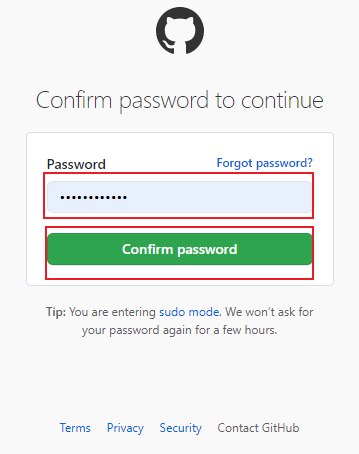 Confirm password to continue
Password Forgot password?
••••••••••••
Confirm password
Tip: You are entering sudo mode. We won’t ask for
your password again for a few hours.
Terms Privacy Security Contact GitHub